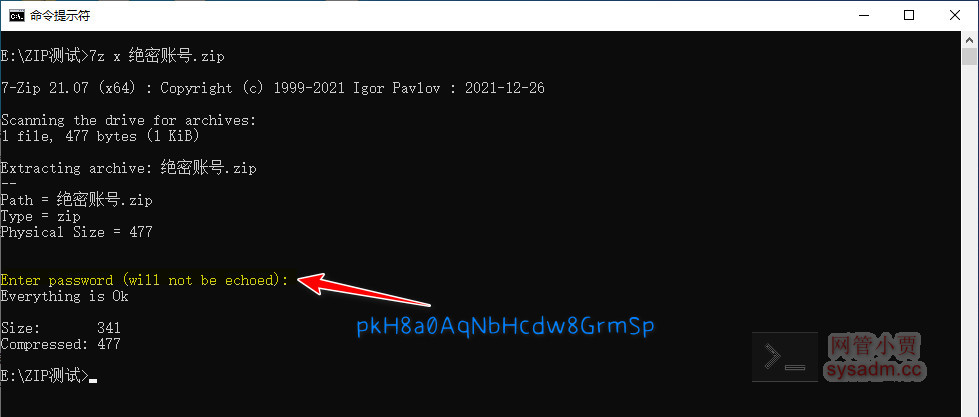 命令提示符
E:\ZIP测试>7z x 绝密账号.zip
7-Zip 21.07 (x64) : Copyright (c) 1999-2021 Igor Pavlov : 2021-12-26
Scanning the drive for archives:
1 file, 477 bytes (1 KiB)
Extracting archive: 绝密账号.zip
--
Path = 绝密账号.zip
Type = zip
Physical Size = 477
Enter password (will not be echoed):
Everything is Ok
pkH8a0AqNbHcdw8GrmSp
Size:       341
Compressed: 477
网管小贾
sysadm.cc
E:\ZIP测试>